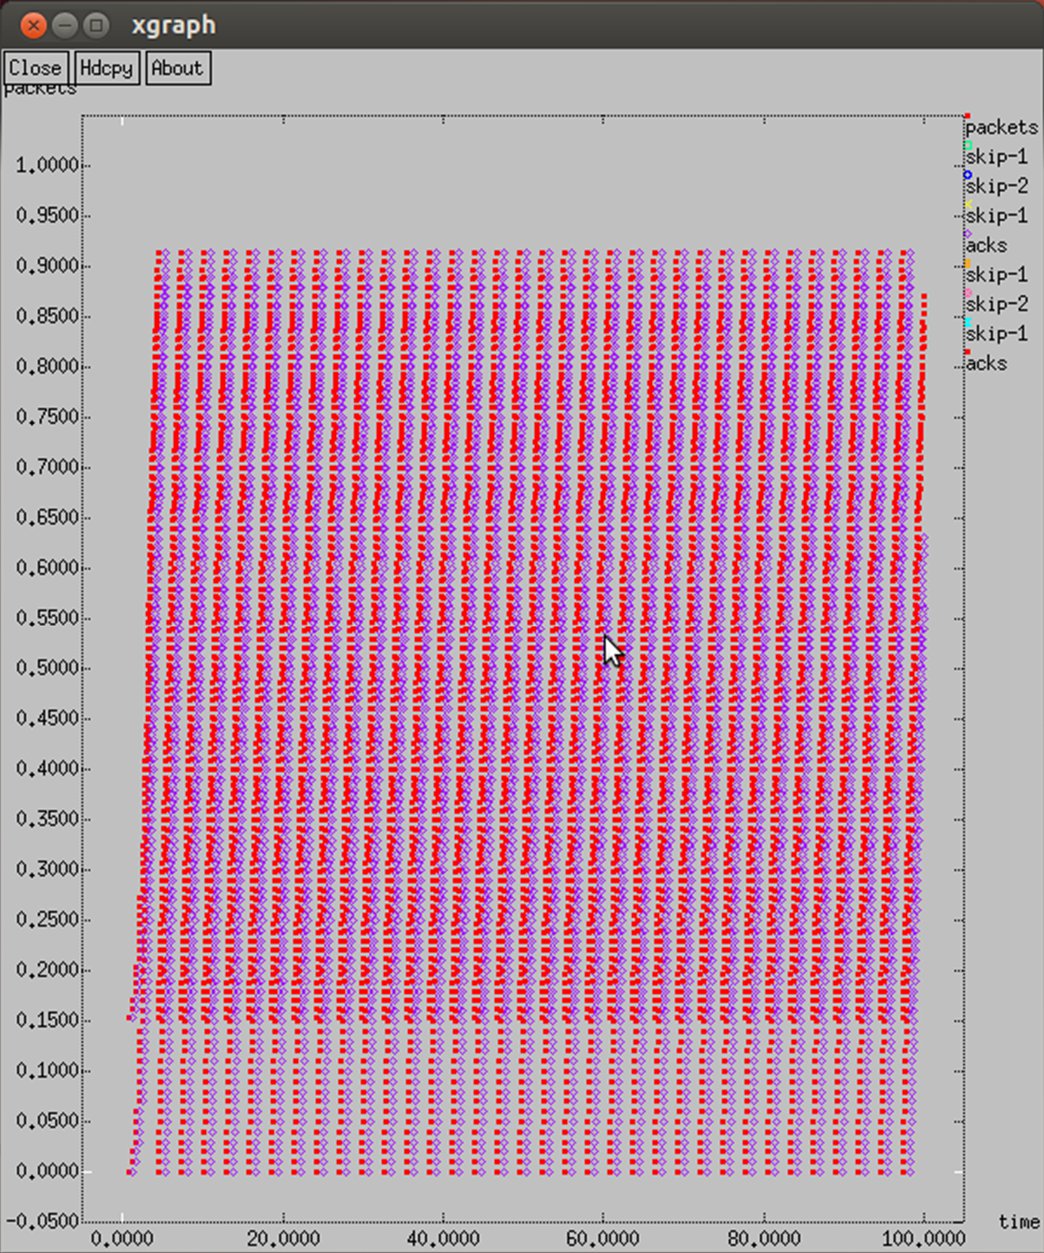 xgraph
Close Hdcpy About
packets
1.0000
0.9500
0.9000
0.8500
0.8000
0.7500
0.7000
0.6500
0.6000
0.5500
0.5000
0.4500
0.4000
0.3500
0.3000
0.2500
0.2000
0.1500
0.1000
0.0500
0.0000
-0.0500
0.0000 20.0000 40.0000 60.0000 80.0000 100.0000
time
packets
skip-1
skip-2
skip-1
acks
skip-1
skip-2
skip-1
acks